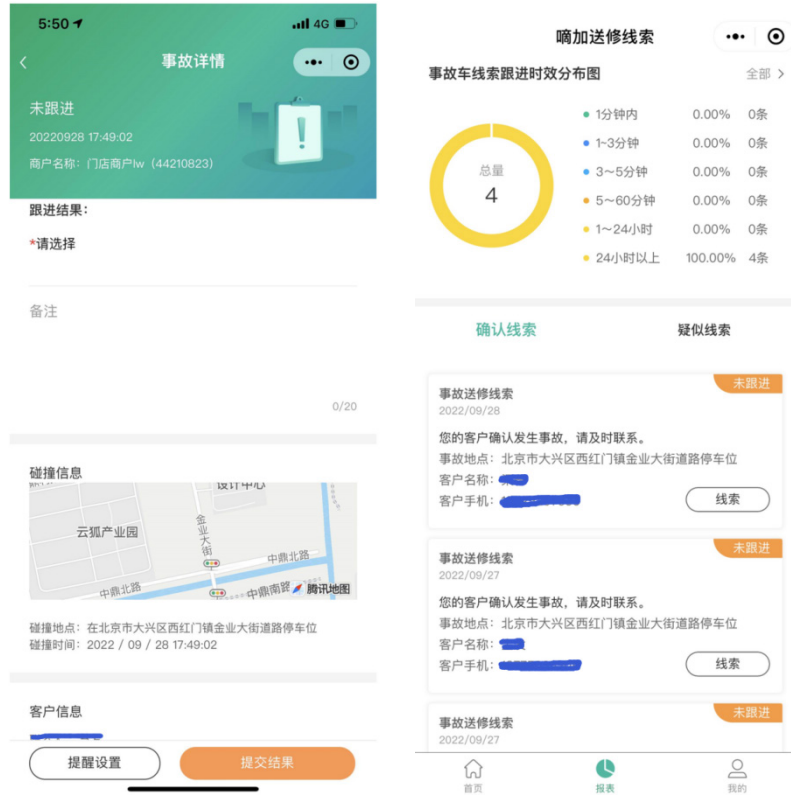 5:50
4G
事故详情
未跟进
20220928 17:49:02
商户名称：门店商户lw（44210823）
跟进结果：
*请选择
备注
0/20
碰撞信息
设计中心
云狐产业园
金业大街
中鼎北路
中鼎北路
中鼎南路
腾讯地图
碰撞地点：在北京市大兴区西红门镇金业大街道路停车位
碰撞时间：2022 / 09 / 28 17:49:02
客户信息
提醒设置
提交结果
嘀加送修线索
事故车线索跟进时效分布图
全部 >
总量
4
1分钟内 0.00% 0条
1~3分钟 0.00% 0条
3～5分钟 0.00% 0条
5～60分钟 0.00% 0条
1～24小时 0.00% 0条
24小时以上 100.00% 4条
确认线索
疑似线索
未跟进
事故送修线索
2022/09/28
您的客户确认发生事故，请及时联系。
事故地点：北京市大兴区西红门镇金业大街道路停车位
客户名称：
客户手机：
线索
未跟进
事故送修线索
2022/09/27
您的客户确认发生事故，请及时联系。
事故地点：北京市大兴区西红门镇金业大街道路停车位
客户名称：
客户手机：
线索
未跟进
事故送修线索
2022/09/27
首页
报表
我的